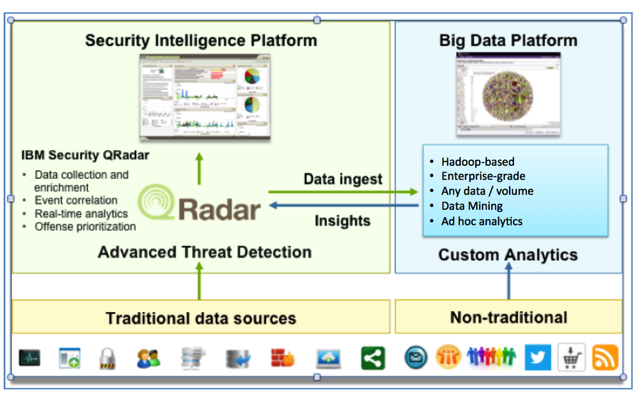 Security Intelligence Platform
Big Data Platform
IBM Security QRadar
• Data collection and
enrichment
• Event correlation
• Real-time analytics
• Offense prioritization
QRadar
Data ingest
Insights
• Hadoop-based
• Enterprise-grade
• Any data / volume
• Data Mining
• Ad hoc analytics
Advanced Threat Detection
Custom Analytics
Traditional data sources
Non-traditional